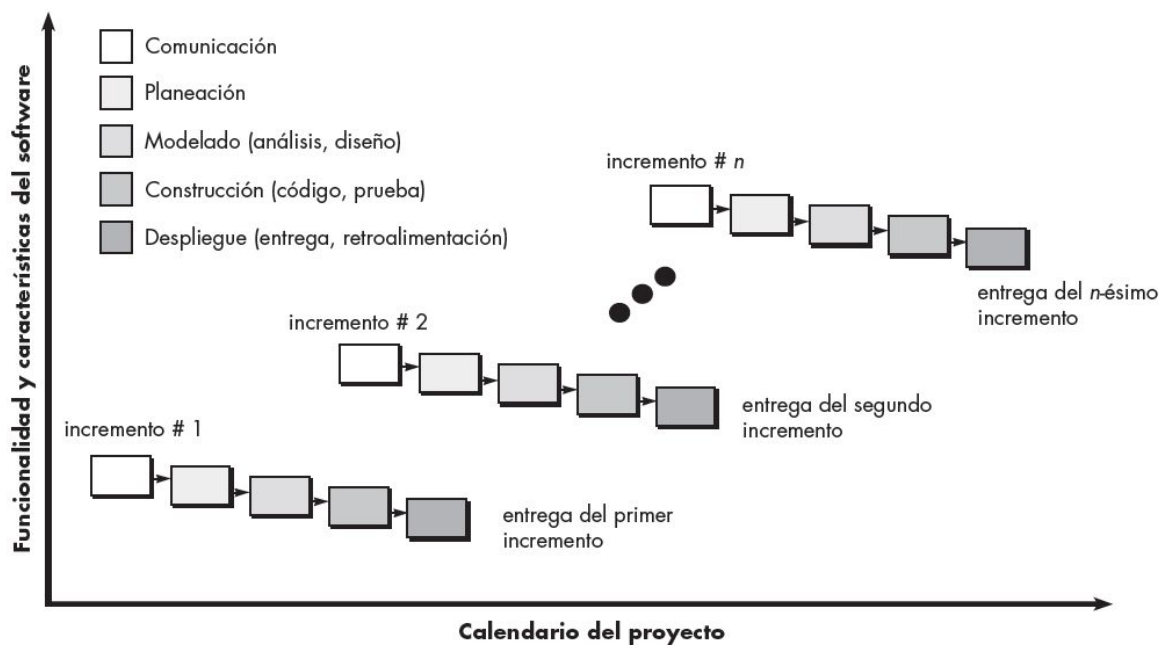 Funcionalidad y características del software
Comunicación
Planeación
Modelado (análisis, diseño)
Construcción (código, prueba)
Despliegue (entrega, retroalimentación)
incremento # n
entrega del n-ésimo
incremento
incremento # 2
entrega del segundo
incremento
incremento # 1
entrega del primer
incremento
Calendario del proyecto